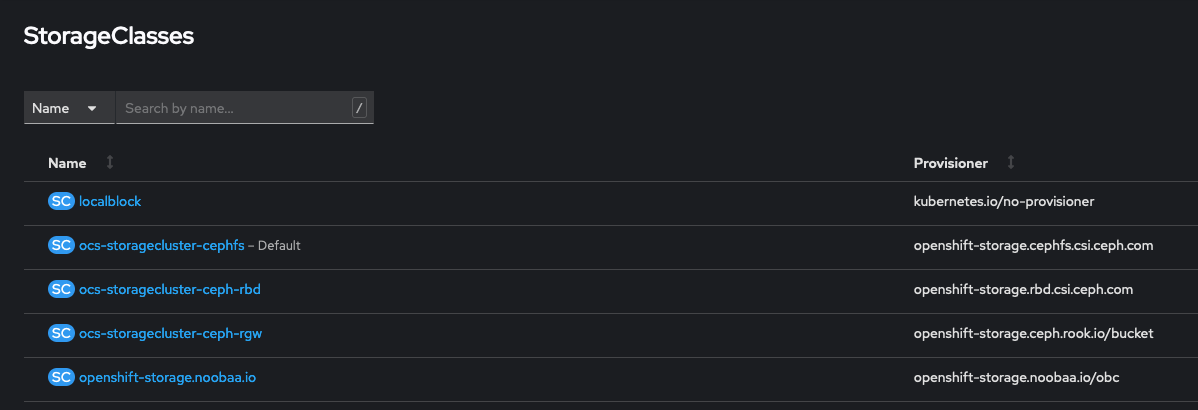 StorageClasses
Name Search by name... /
Name Provisioner
SC localblock kubernetes.io/no-provisioner
SC ocs-storagecluster-cephfs – Default openshift-storage.cephfs.csi.ceph.com
SC ocs-storagecluster-ceph-rbd openshift-storage.rbd.csi.ceph.com
SC ocs-storagecluster-ceph-rgw openshift-storage.ceph.rook.io/bucket
SC openshift-storage.noobaa.io openshift-storage.noobaa.io/obc